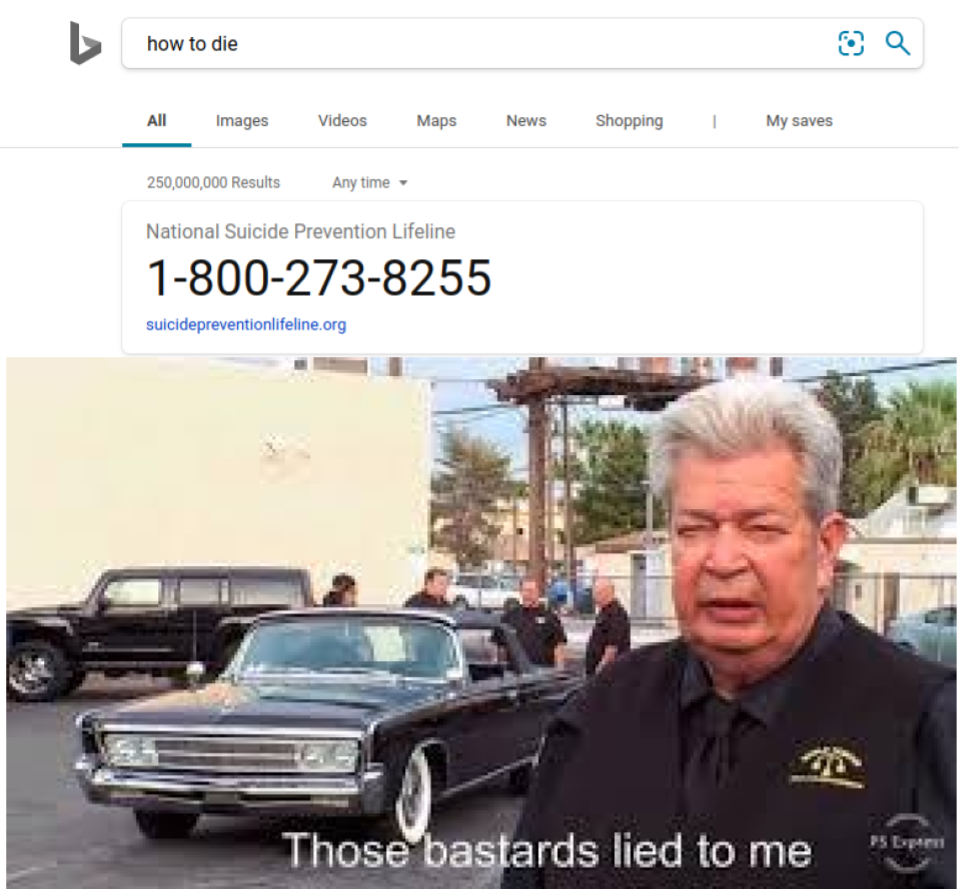 how to die
All Images Videos Maps News Shopping | My saves
250,000,000 Results Any time
National Suicide Prevention Lifeline
1-800-273-8255
suicidepreventionlifeline.org
Those bastards lied to me
PS Express